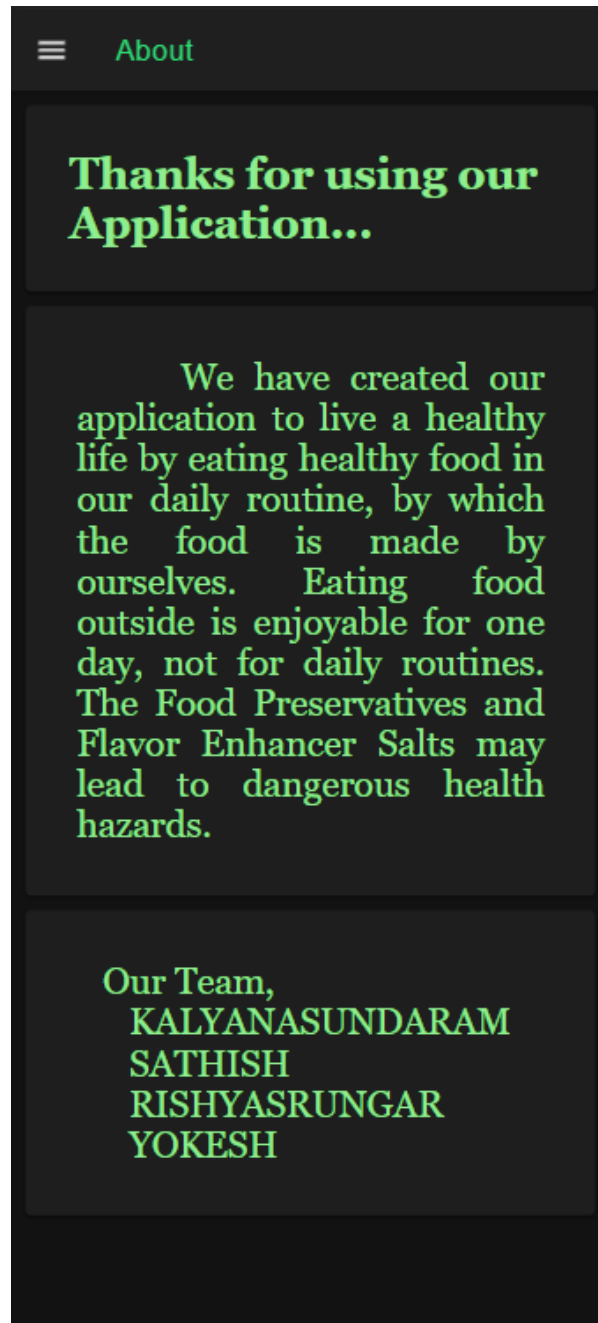 About
Thanks for using our
Application...
We have created our
application to live a healthy
life by eating healthy food in
our daily routine, by which
the food is made by
ourselves. Eating food
outside is enjoyable for one
day, not for daily routines.
The Food Preservatives and
Flavor Enhancer Salts may
lead to dangerous health
hazards.
Our Team,
KALYANASUNDARAM
SATHISH
RISHYASRUNGAR
YOKESH